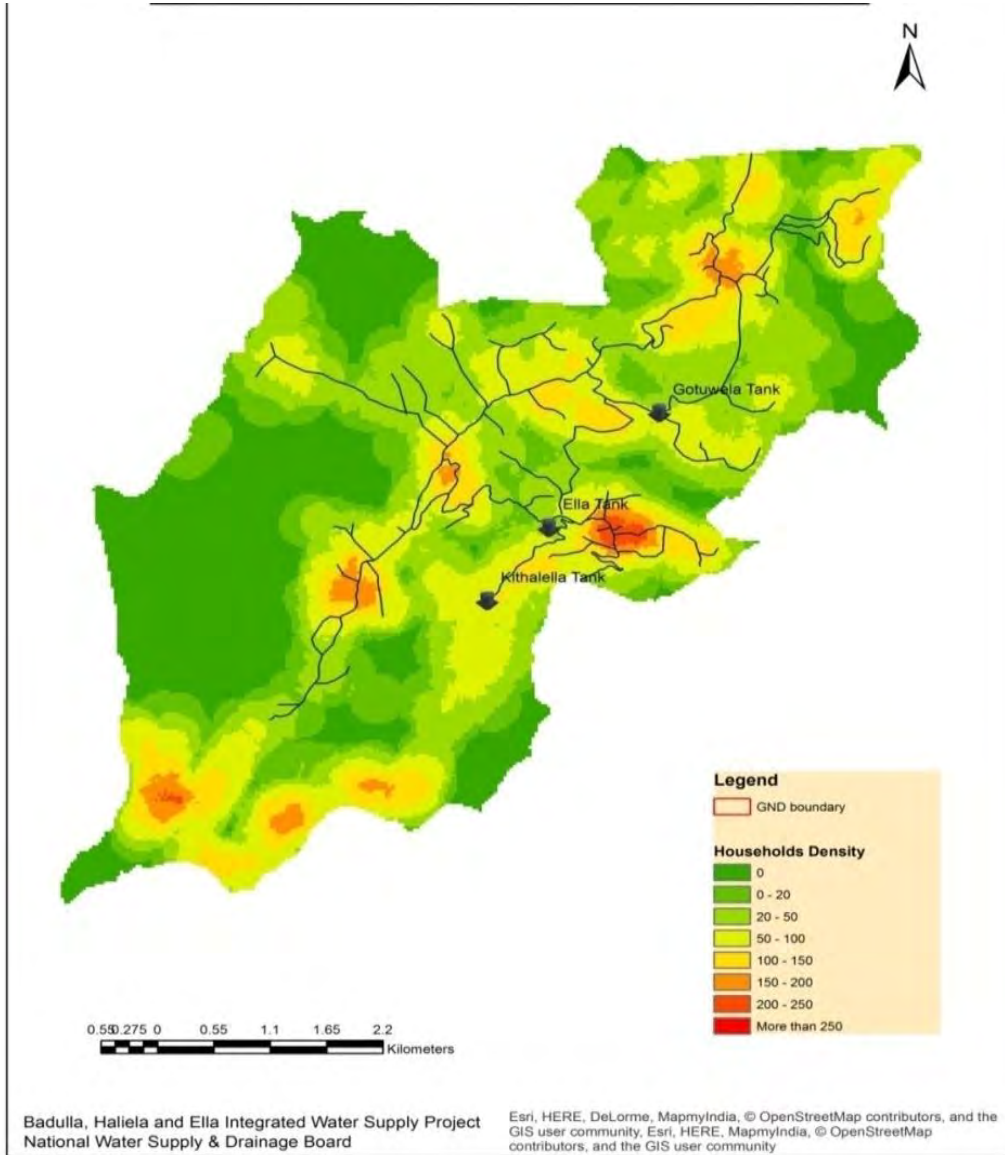 N
Gotuwela Tank
Ella Tank
Kithalella Tank
Legend
GND boundary
Households Density
0
0 - 20
20 - 50
50 - 100
100 - 150
150 - 200
200 - 250
More than 250
0.55 0.275 0 0.55 1.1 1.65 2.2
Kilometers
Badulla, Haliela and Ella Integrated Water Supply Project
National Water Supply & Drainage Board
Esri, HERE, DeLorme, MapmyIndia, © OpenStreetMap contributors, and the
GIS user community, Esri, HERE, MapmyIndia, © OpenStreetMap
contributors, and the GIS user community